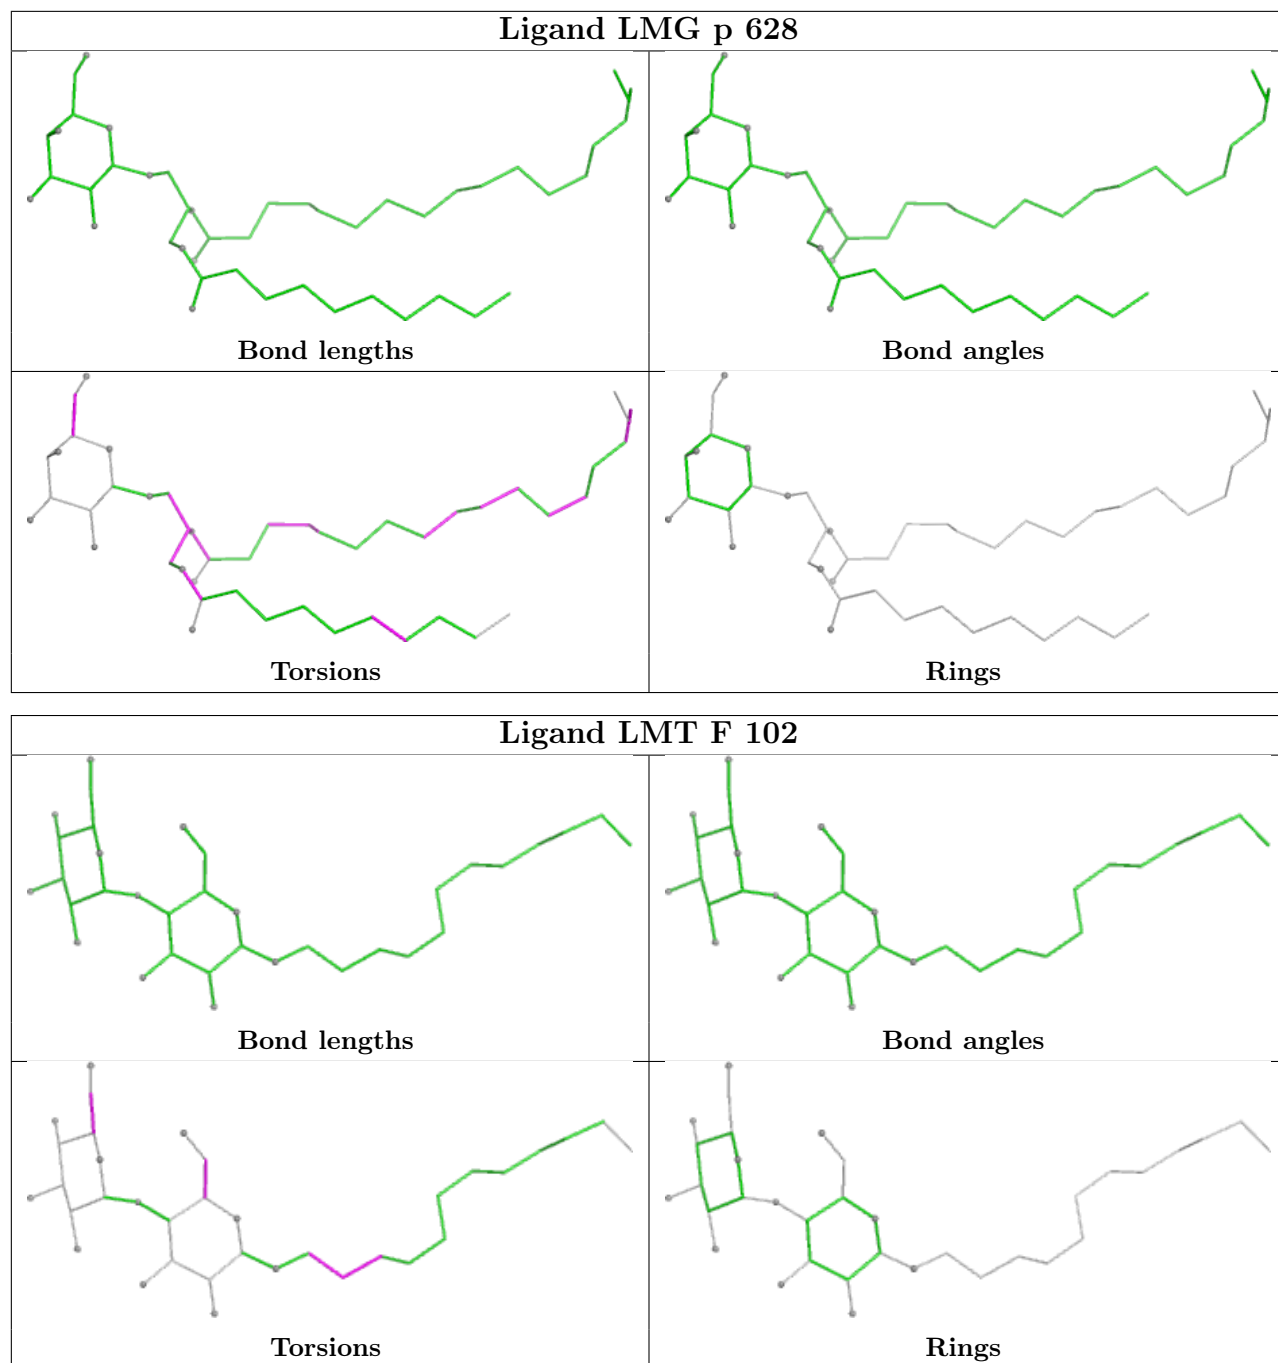 Ligand LMG p 628
Bond lengths
Bond angles
Torsions
Rings
Ligand LMT F 102
Bond lengths
Bond angles
Torsions
Rings